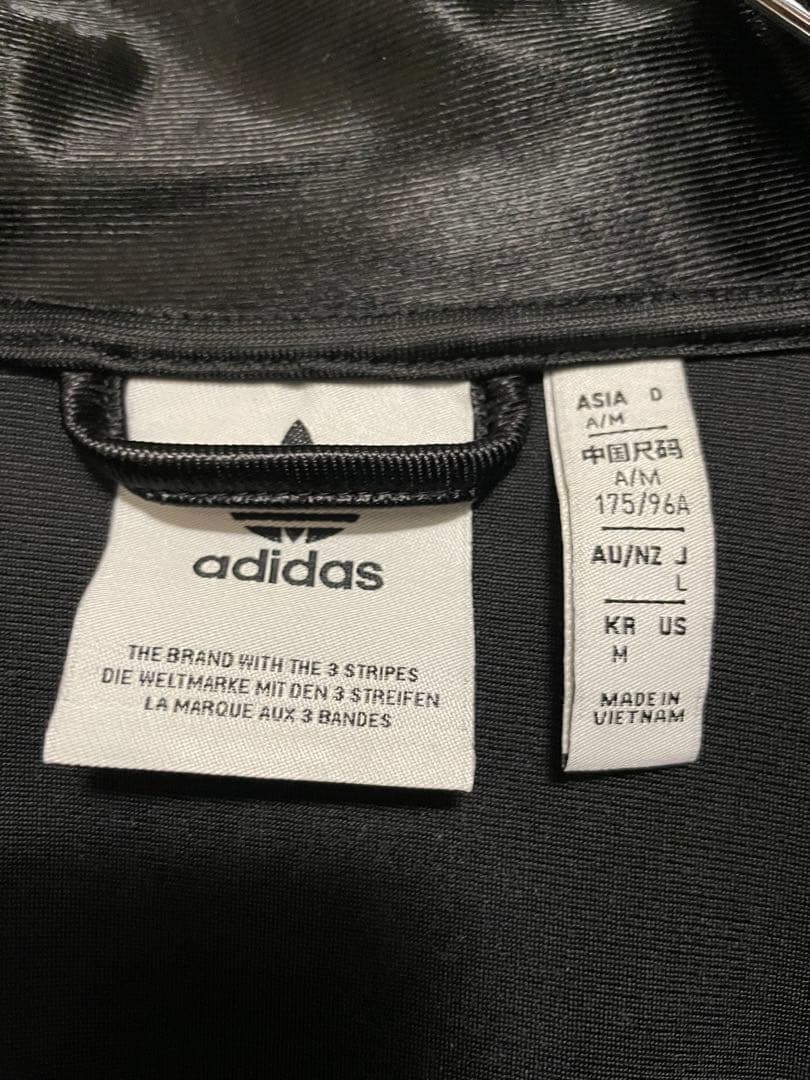 adidas
THE BRAND WITH THE 3 STRIPES
DIE WELTMARKE MIT DEN 3 STREIFEN
LA MARQUE AUX 3 BANDES
ASIA D
A/M
中国尺码
A/M
175/96A
AU/NZ J
L
KR US
M
MADE IN
VIETNAM